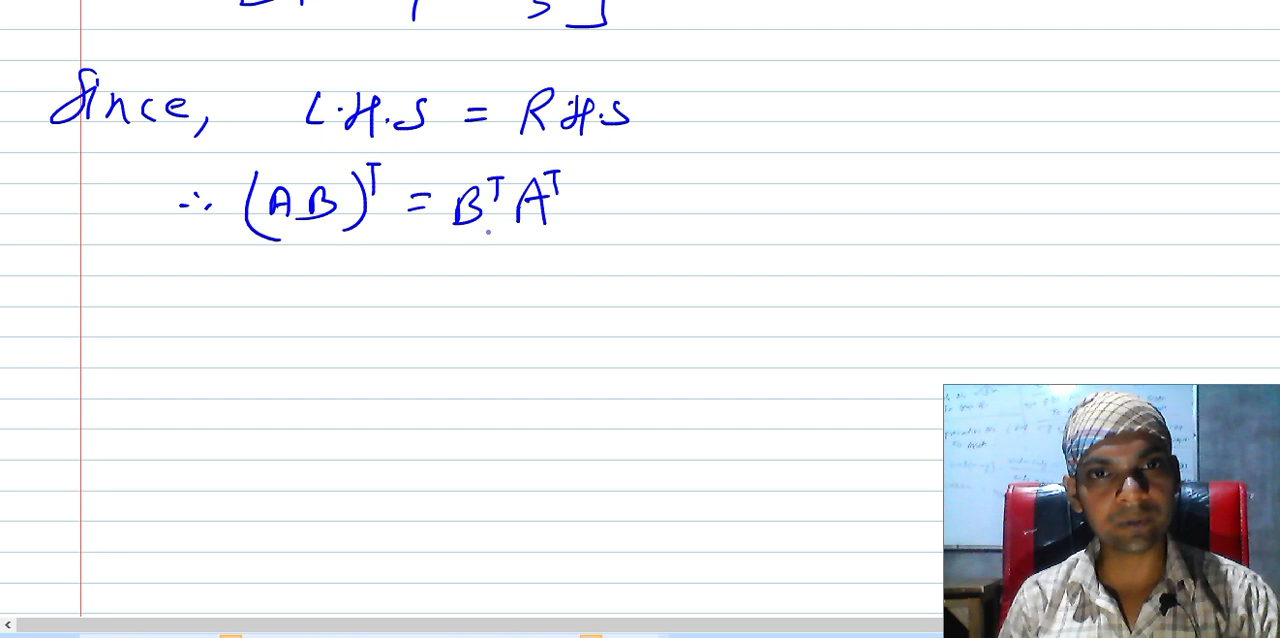 Since, L.H.S = R.H.S
∴ (AB)ᵀ = BᵀAᵀ